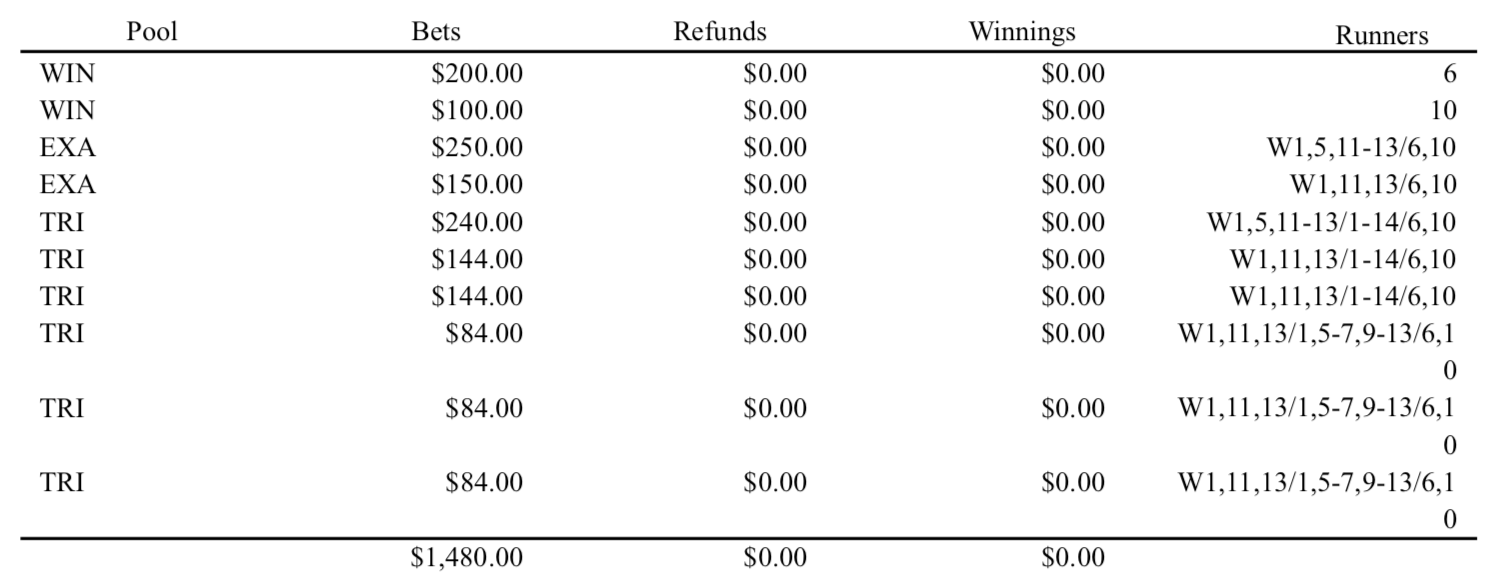 Pool Bets Refunds Winnings Runners
WIN $200.00 $0.00 $0.00 6
WIN $100.00 $0.00 $0.00 10
EXA $250.00 $0.00 $0.00 W1,5,11-13/6,10
EXA $150.00 $0.00 $0.00 W1,11,13/6,10
TRI $240.00 $0.00 $0.00 W1,5,11-13/1-14/6,10
TRI $144.00 $0.00 $0.00 W1,11,13/1-14/6,10
TRI $144.00 $0.00 $0.00 W1,11,13/1-14/6,10
TRI $84.00 $0.00 $0.00 W1,11,13/1,5-7,9-13/6,1
0
TRI $84.00 $0.00 $0.00 W1,11,13/1,5-7,9-13/6,1
0
TRI $84.00 $0.00 $0.00 W1,11,13/1,5-7,9-13/6,1
0
$1,480.00 $0.00 $0.00